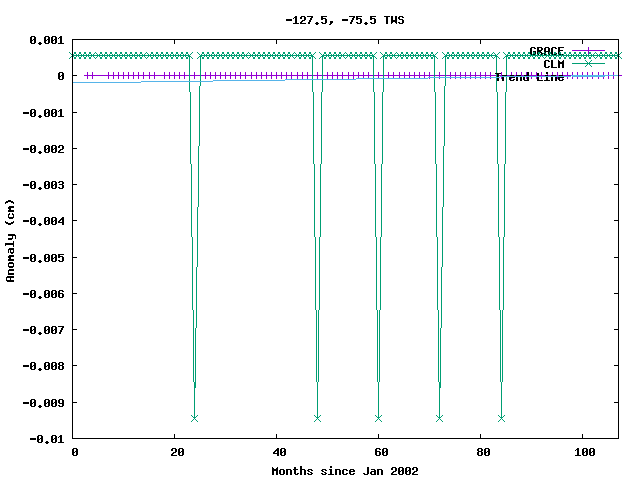 -127.5, -75.5 TWS
0.001
GRACE
CLM
0
Trend Line
-0.001
-0.002
-0.003
-0.004
Anomaly (cm)
-0.005
-0.006
-0.007
-0.008
-0.009
-0.01
0 20 40 60 80 100
Months since Jan 2002